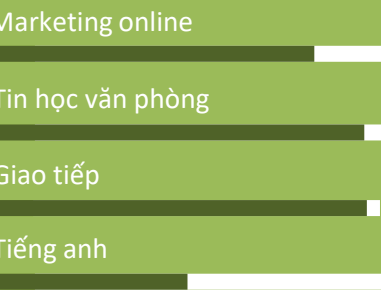 Marketing online
Tin học văn phòng
Giao tiếp
Tiếng anh